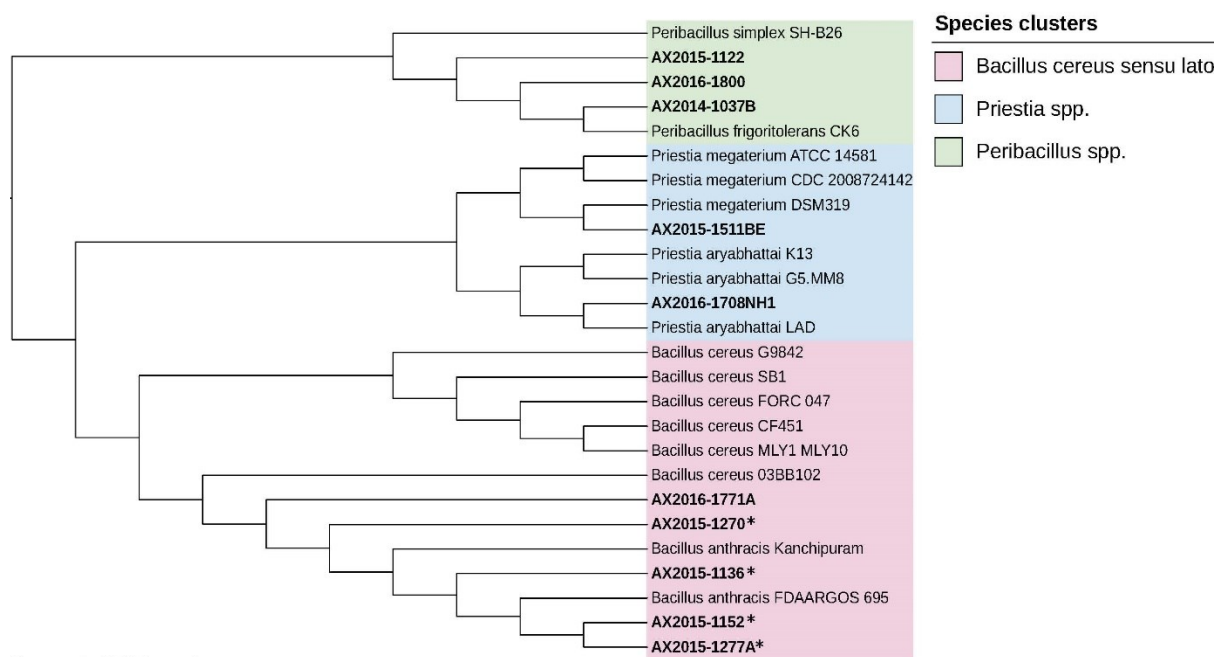 Peribacillus simplex SH-B26
AX2015-1122
AX2016-1800
AX2014-1037B
Peribacillus frigoritolerans CK6
Priestia megaterium ATCC 14581
Priestia megaterium CDC 2008724142
Priestia megaterium DSM319
AX2015-1511BE
Priestia aryabhattai K13
Priestia aryabhattai G5.MM8
AX2016-1708NH1
Priestia aryabhattai LAD
Bacillus cereus G9842
Bacillus cereus SB1
Bacillus cereus FORC 047
Bacillus cereus CF451
Bacillus cereus MLY1 MLY10
Bacillus cereus 03BB102
AX2016-1771A
AX2015-1270*
Bacillus anthracis Kanchipuram
AX2015-1136*
Bacillus anthracis FDAARGOS 695
AX2015-1152*
AX2015-1277A*
Species clusters
Bacillus cereus sensu lato
Priestia spp.
Peribacillus spp.